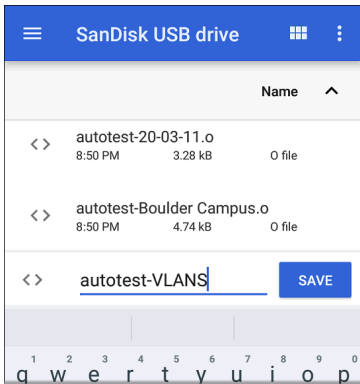 SanDisk USB drive
Name
autotest-20-03-11.o
8:50 PM 3.28 kB O file
autotest-Boulder Campus.o
8:50 PM 4.74 kB O file
autotest-VLANS SAVE
1 2 3 4 5 6 7 8 9 0
q w e r t y u i o p